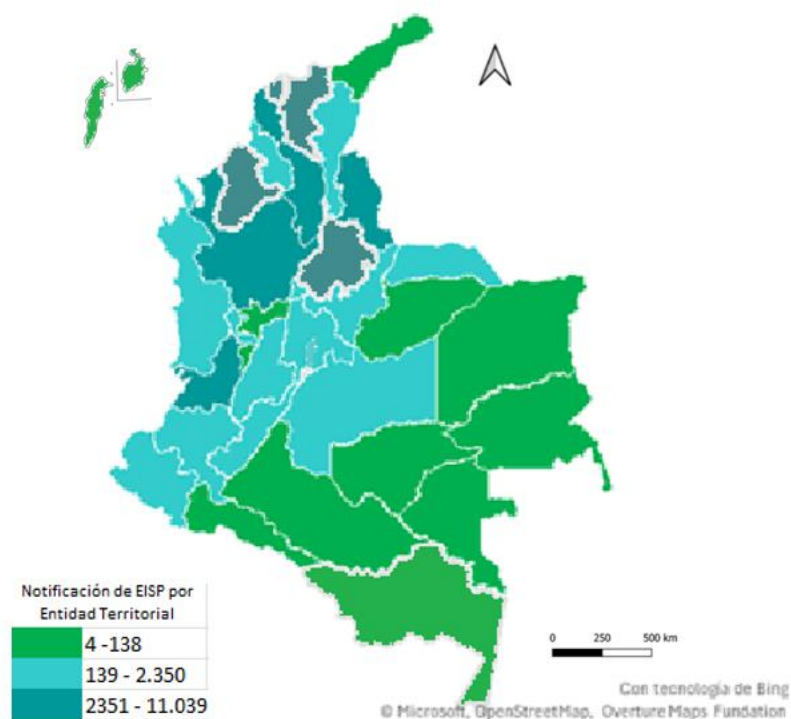 Notificación de EISP por
Entidad Territorial
4 -138
139 - 2.350
2351 - 11.039
0 250 500 km
Con tecnología de Bing
© Microsoft, OpenStreetMap, Overture Maps Fundation